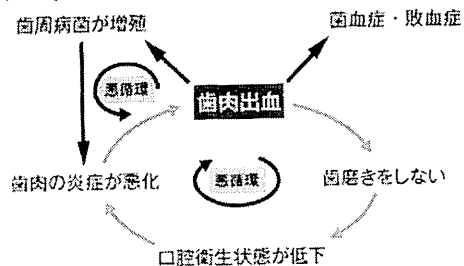 歯周病菌が増殖
菌血症・敗血症
悪循環
歯肉出血
歯肉の炎症が悪化
悪循環
歯磨きをしない
口腔衛生状態が低下